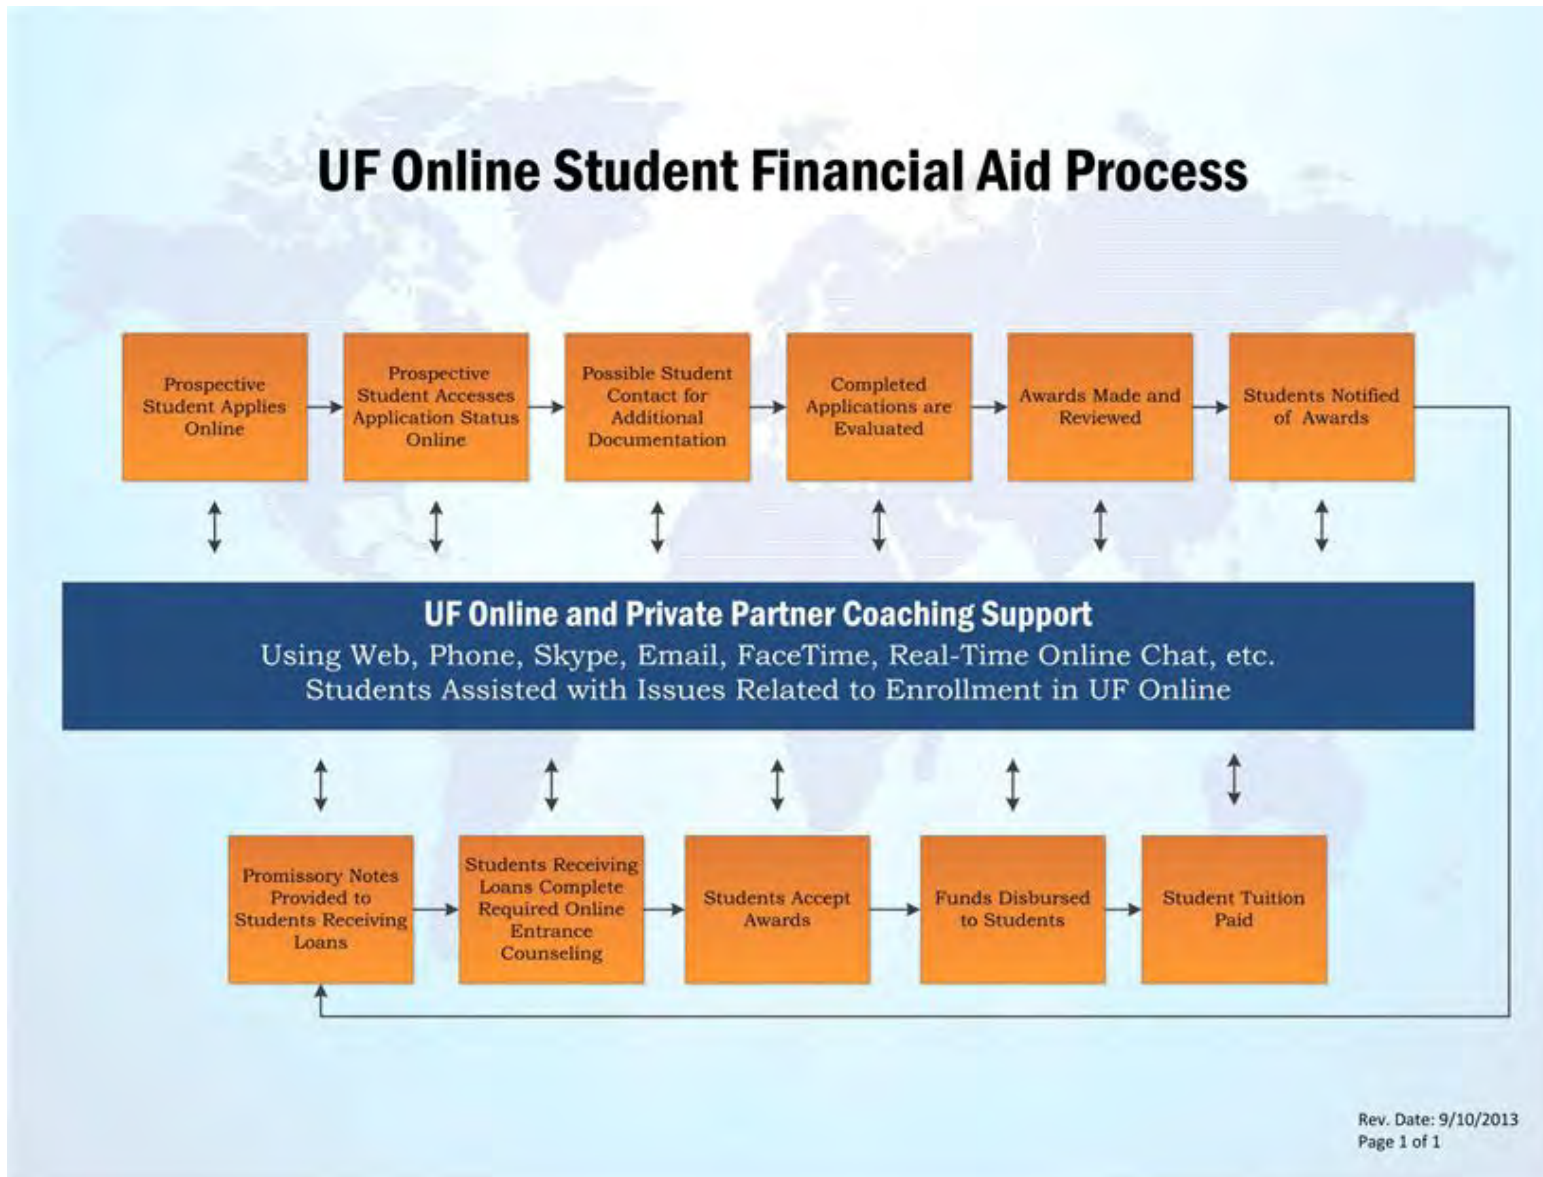 UF Online Student Financial Aid Process
Prospective
Student Applies
Online
Prospective
Student Accesses
Application Status
Online
Possible Student
Contact for
Additional
Documentation
Completed
Applications are
Evaluated
Awards Made and
Reviewed
Students Notified
of Awards
UF Online and Private Partner Coaching Support
Using Web, Phone, Skype, Email, FaceTime, Real-Time Online Chat, etc.
Students Assisted with Issues Related to Enrollment in UF Online
Promissory Notes
Provided to
Students Receiving
Loans
Students Receiving
Loans Complete
Required Online
Entrance
Counseling
Students Accept
Awards
Funds Disbursed
to Students
Student Tuition
Paid
Rev. Date: 9/10/2013
Page 1 of 1